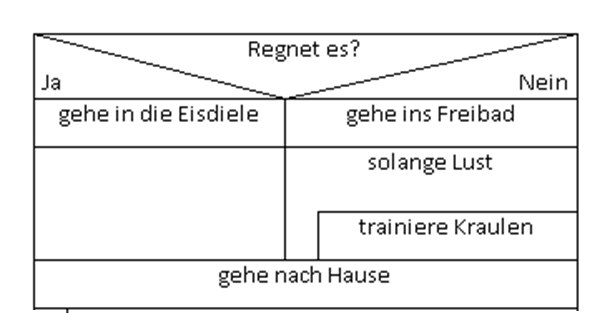 Regnet es?
Ja
Nein
gehe in die Eisdiele
gehe ins Freibad
solange Lust
trainiere Kraulen
gehe nach Hause